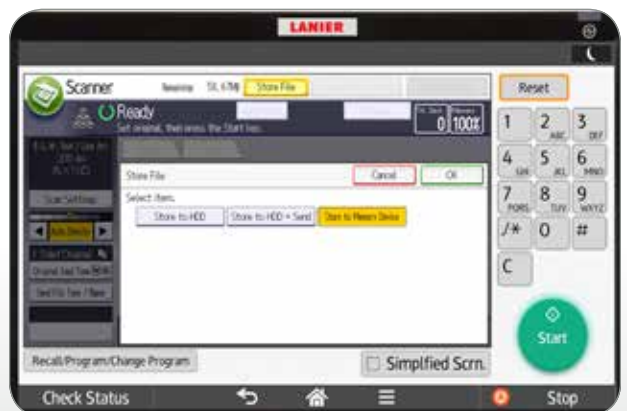 LANIER
Scanner
Store File
Reset
Ready
Set original, then press the Start key.
0 100%
1 2 ABC 3 DEF
4 GHI 5 JKL 6 MNO
7 PQRS 8 TUV 9 WXYZ
./* 0 #
C
Store File
Cancel
OK
Select item.
Store to HDD
Store to HDD + Send
Store to Memory Device
Scan Settings
Auto Density
Send File Type / Name
Start
Recall/Program/Change Program
Simplfied Scrn.
Check Status
Stop